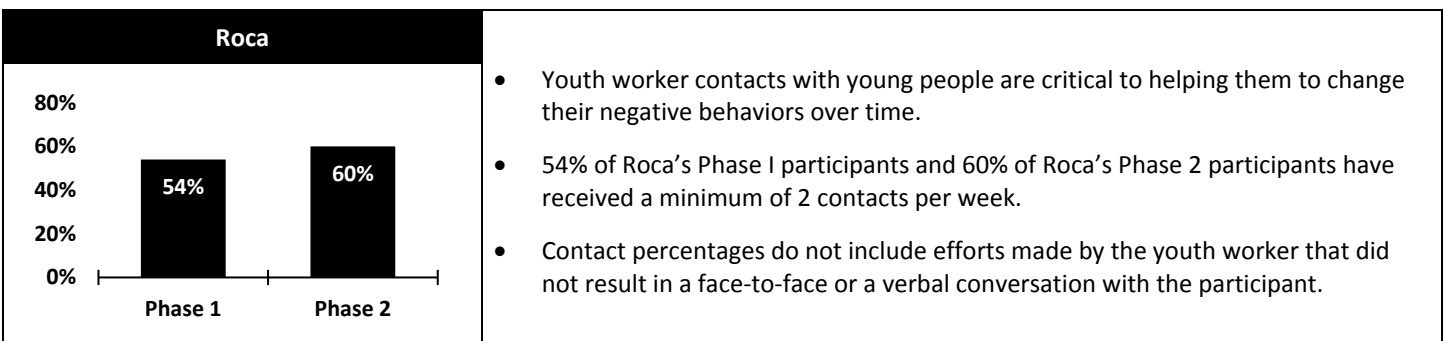 Roca
80%
60%
40%
20%
0%
54%
60%
Phase 1
Phase 2
• Youth worker contacts with young people are critical to helping them to change
their negative behaviors over time.
• 54% of Roca’s Phase I participants and 60% of Roca’s Phase 2 participants have
received a minimum of 2 contacts per week.
• Contact percentages do not include efforts made by the youth worker that did
not result in a face-to-face or a verbal conversation with the participant.